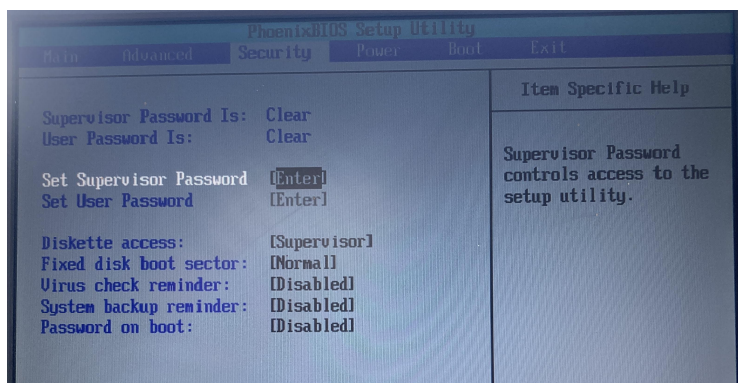 PhoenixBIOS Setup Utility
Main Advanced Security Power Boot Exit
Item Specific Help
Supervisor Password Is: Clear
User Password Is: Clear
Supervisor Password
controls access to the
setup utility.
Set Supervisor Password [Enter]
Set User Password [Enter]
Diskette access: [Supervisor]
Fixed disk boot sector: [Normal]
Virus check reminder: [Disabled]
System backup reminder: [Disabled]
Password on boot: [Disabled]